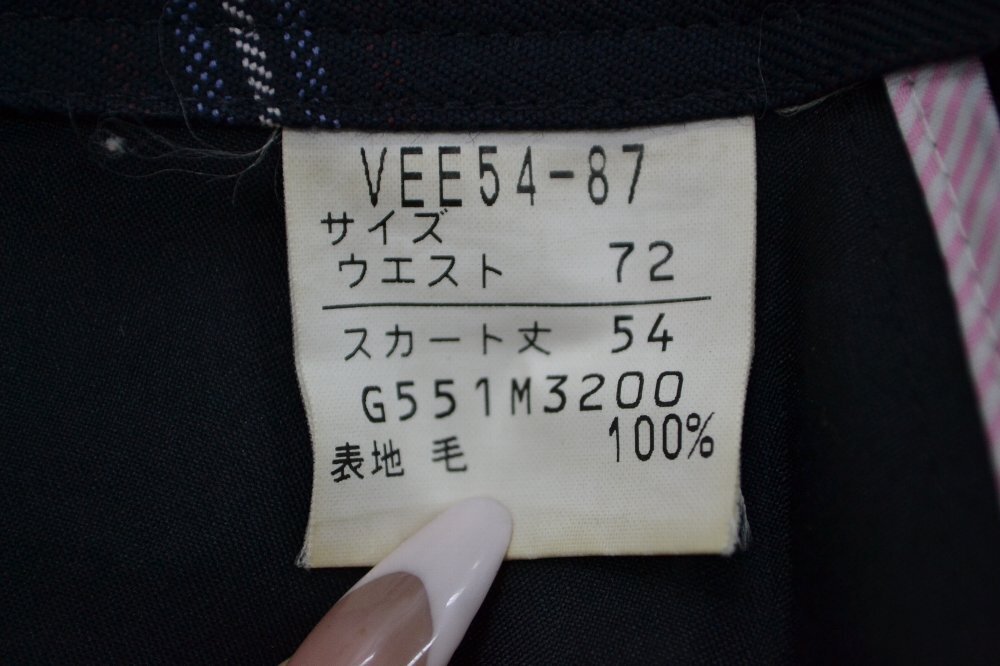 VEE54-87
サイズ
ウエスト 72
スカート丈 54
G551M3200
表地 毛 100%